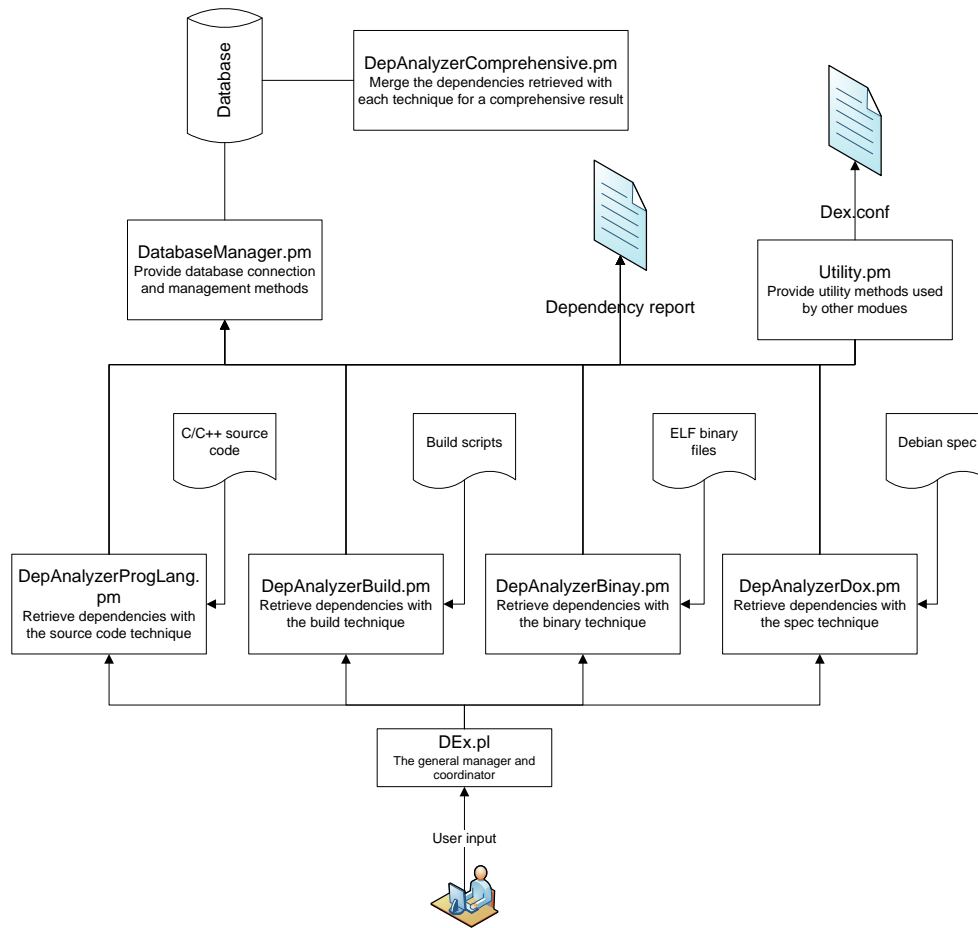 Database
DepAnalyzerComprehensive.pm
Merge the dependencies retrieved with
each technique for a comprehensive result
DatabaseManager.pm
Provide database connection
and management methods
Dependency report
Dex.conf
Utility.pm
Provide utility methods used
by other modues
C/C++ source
code
Build scripts
ELF binary
files
Debian spec
DepAnalyzerProgLang.
pm
Retrieve dependencies with
the source code technique
DepAnalyzerBuild.pm
Retrieve dependencies with
the build technique
DepAnalyzerBinay.pm
Retrieve dependencies with
the binary technique
DepAnalyzerDox.pm
Retrieve dependencies with
the spec technique
DEx.pl
The general manager and
coordinator
User input